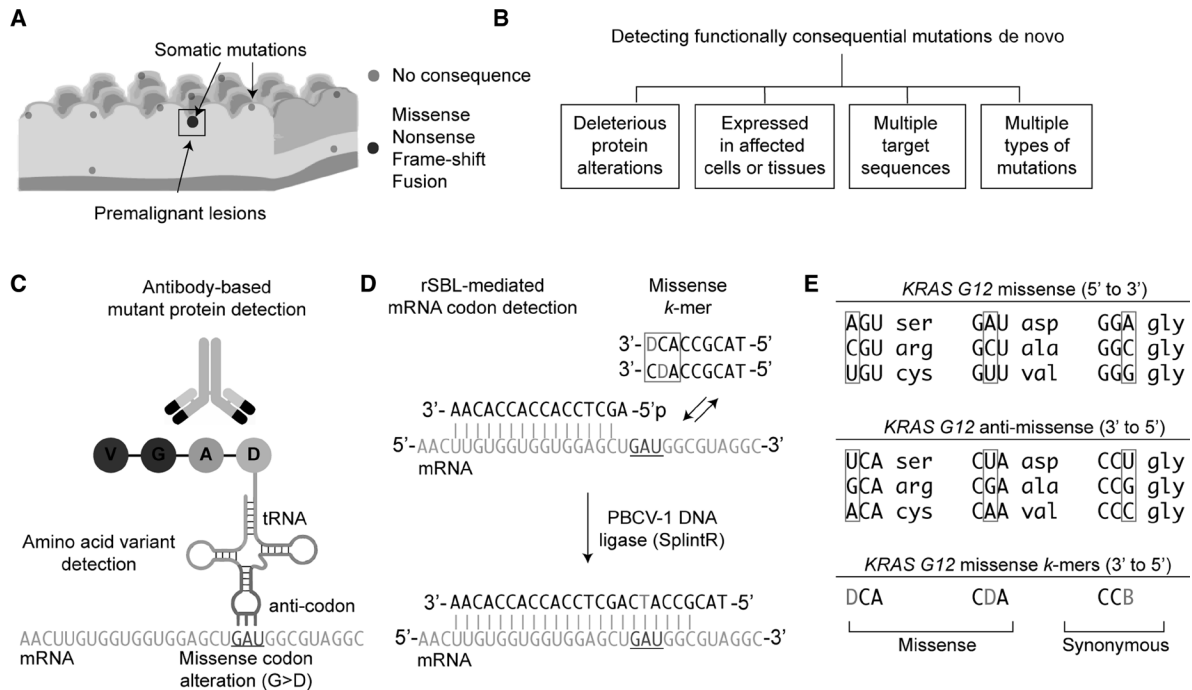 A
Somatic mutations
No consequence
Missense
Nonsense
Frame-shift
Fusion
Premalignant lesions
B
Detecting functionally consequential mutations de novo
Deleterious
protein
alterations
Expressed
in affected
cells or tissues
Multiple
target
sequences
Multiple
types of
mutations
C
Antibody-based
mutant protein detection
V G A D
tRNA
Amino acid variant
detection
anti-codon
AACUUGUGGUGGUGGAGCUGAUGGCGUAGGC
mRNA
Missense codon
alteration (G>D)
D
rSBL-mediated
mRNA codon detection
Missense
k-mer
3’- DCACCGCAT -5’
3’- CDACCGCAT -5’
3’- AACACCACCACCTCGA -5’p
5’- AACUUGUGGUGGUGGAGCUGAUGGCGUAGGC -3’
mRNA
PBCV-1 DNA
ligase (SplintR)
3’- AACACCACCACCTCGACTACCGCAT -5’
5’- AACUUGUGGUGGUGGAGCUGAUGGCGUAGGC -3’
mRNA
E
KRAS G12 missense (5’ to 3’)
AGU ser GAU asp GGA gly
CGU arg GCU ala GGC gly
UGU cys GUU val GGG gly
KRAS G12 anti-missense (3’ to 5’)
UCA ser CUA asp CCU gly
GCA arg CGA ala CCG gly
ACA cys CAA val CCC gly
KRAS G12 missense k-mers (3’ to 5’)
DCA CDA CCB
Missense Synonymous